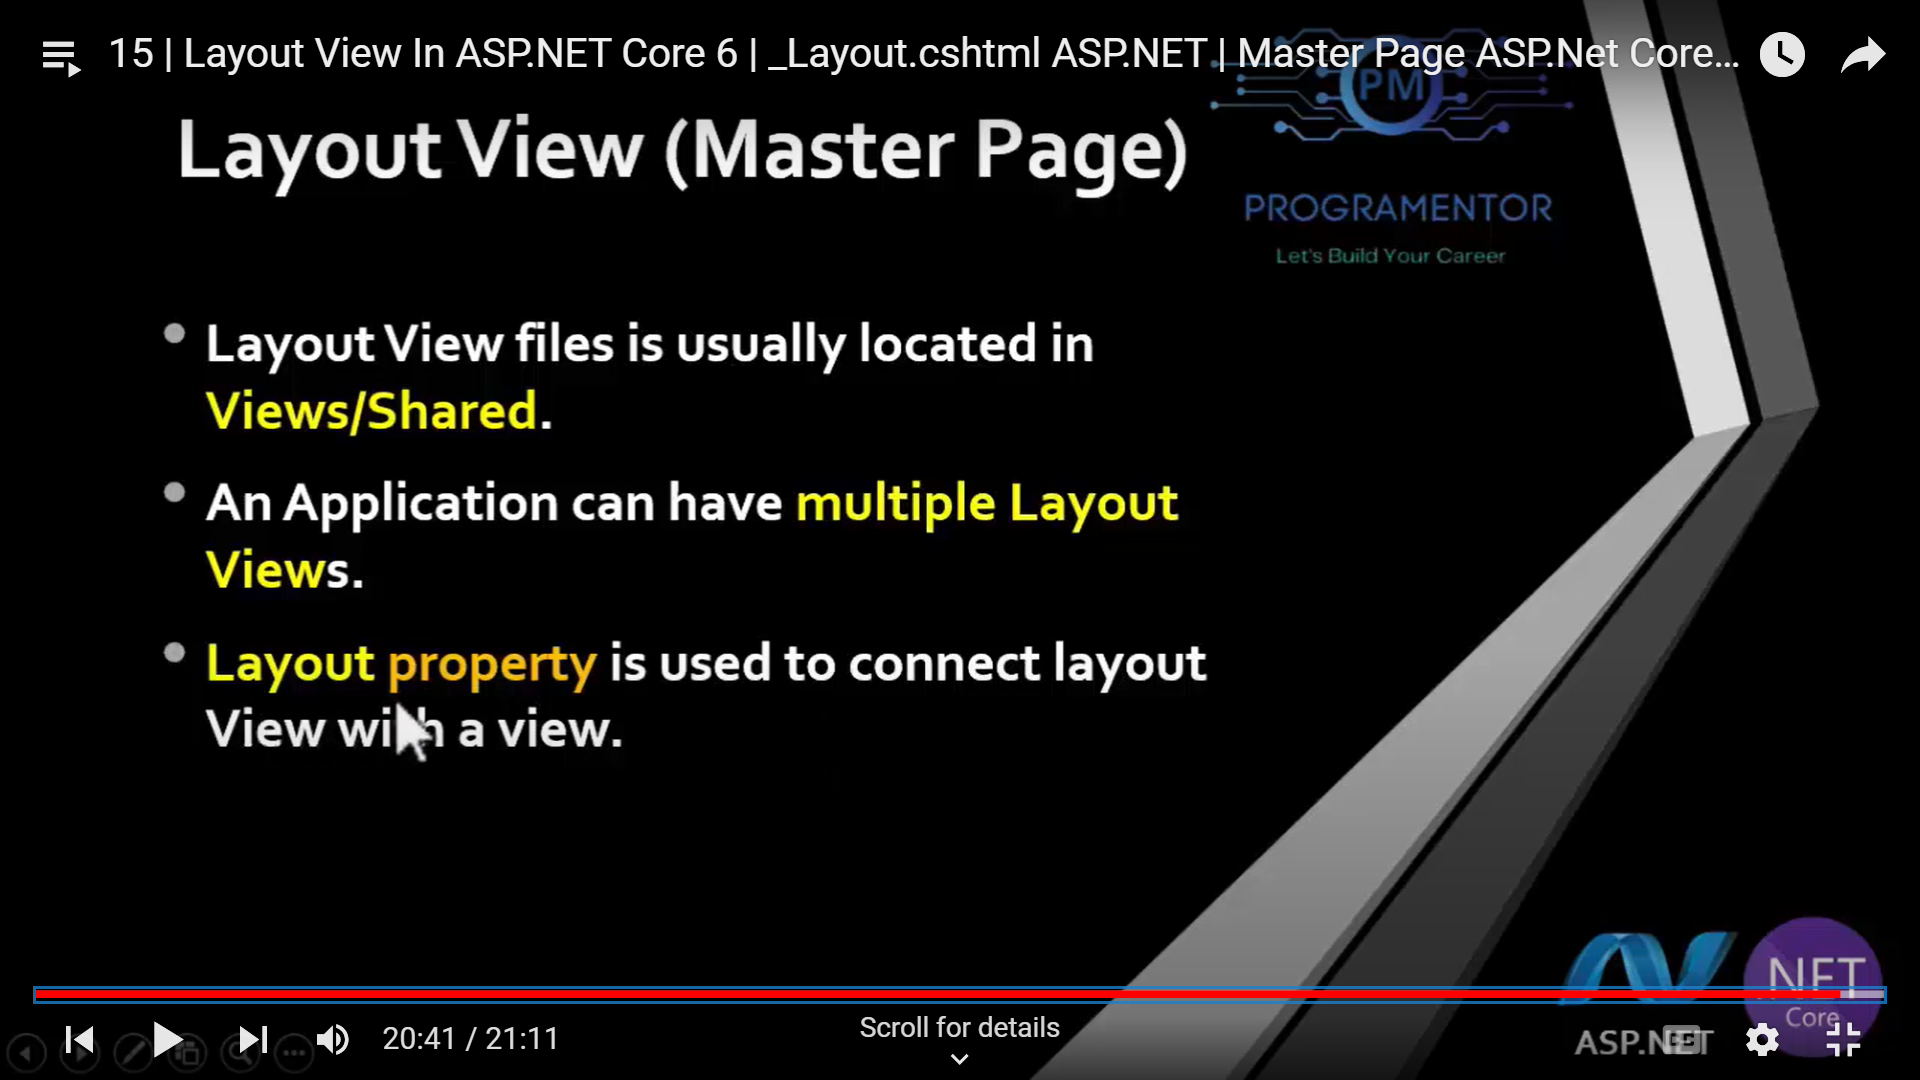 15 | Layout View In ASP.NET Core 6 | _Layout.cshtml ASP.NET | Master Page ASP.Net Core...
PM
Layout View (Master Page)
PROGRAMENTOR
Let's Build Your Career
Layout View files is usually located in
Views/Shared.
An Application can have multiple Layout
Views.
Layout property is used to connect layout
View with a view.
.NET
Core
ASP.NET
20:41 / 21:11
Scroll for details